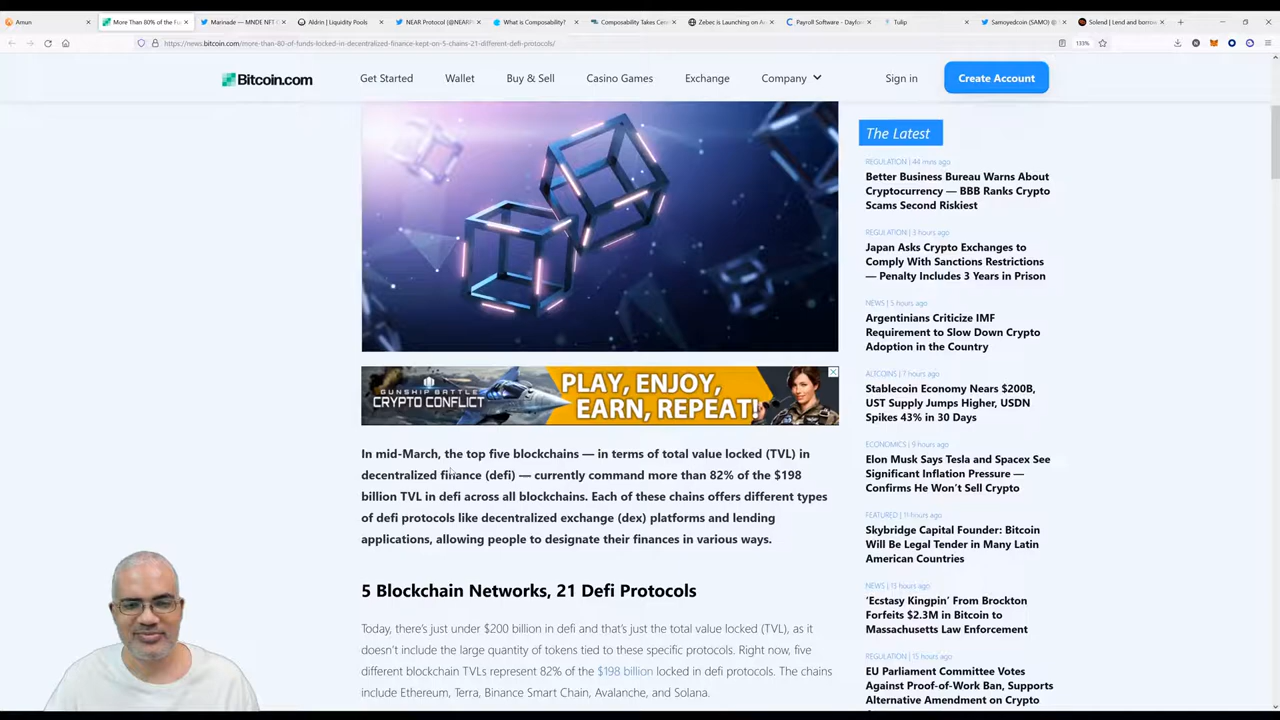 Amun
More Than 80% of the Fu
Marinade — MNDE NFT G
Aldrin | Liquidity Pools
NEAR Protocol (@NEARP
What is Composability?
Composability Takes Cen
Zebec is Launching on Au
Payroll Software - Dayfor
Tulip
Samoyedcoin (SAMO)
Solend | Lend and borrow
https://news.bitcoin.com/more-than-80-of-funds-locked-in-decentralized-finance-kept-on-5-chains-21-different-defi-protocols/
133%
Bitcoin.com
Get Started
Wallet
Buy & Sell
Casino Games
Exchange
Company
Sign in
Create Account
GUNSHIP BATTLE
CRYPTO CONFLICT
PLAY, ENJOY,
EARN, REPEAT!
In mid-March, the top five blockchains — in terms of total value locked (TVL) in
decentralized finance (defi) — currently command more than 82% of the $198
billion TVL in defi across all blockchains. Each of these chains offers different types
of defi protocols like decentralized exchange (dex) platforms and lending
applications, allowing people to designate their finances in various ways.
5 Blockchain Networks, 21 Defi Protocols
Today, there's just under $200 billion in defi and that's just the total value locked (TVL), as it
doesn't include the large quantity of tokens tied to these specific protocols. Right now, five
different blockchain TVLs represent 82% of the $198 billion locked in defi protocols. The chains
include Ethereum, Terra, Binance Smart Chain, Avalanche, and Solana.
The Latest
REGULATION | 44 mins ago
Better Business Bureau Warns About
Cryptocurrency — BBB Ranks Crypto
Scams Second Riskiest
REGULATION | 3 hours ago
Japan Asks Crypto Exchanges to
Comply With Sanctions Restrictions
— Penalty Includes 3 Years in Prison
NEWS | 5 hours ago
Argentinians Criticize IMF
Requirement to Slow Down Crypto
Adoption in the Country
ALTCOINS | 7 hours ago
Stablecoin Economy Nears $200B,
UST Supply Jumps Higher, USDN
Spikes 43% in 30 Days
ECONOMICS | 9 hours ago
Elon Musk Says Tesla and Spacex See
Significant Inflation Pressure —
Confirms He Won't Sell Crypto
FEATURED | 11 hours ago
Skybridge Capital Founder: Bitcoin
Will Be Legal Tender in Many Latin
American Countries
NEWS | 13 hours ago
'Ecstasy Kingpin' From Brockton
Forfeits $2.3M in Bitcoin to
Massachusetts Law Enforcement
REGULATION | 15 hours ago
EU Parliament Committee Votes
Against Proof-of-Work Ban, Supports
Alternative Amendment on Crypto